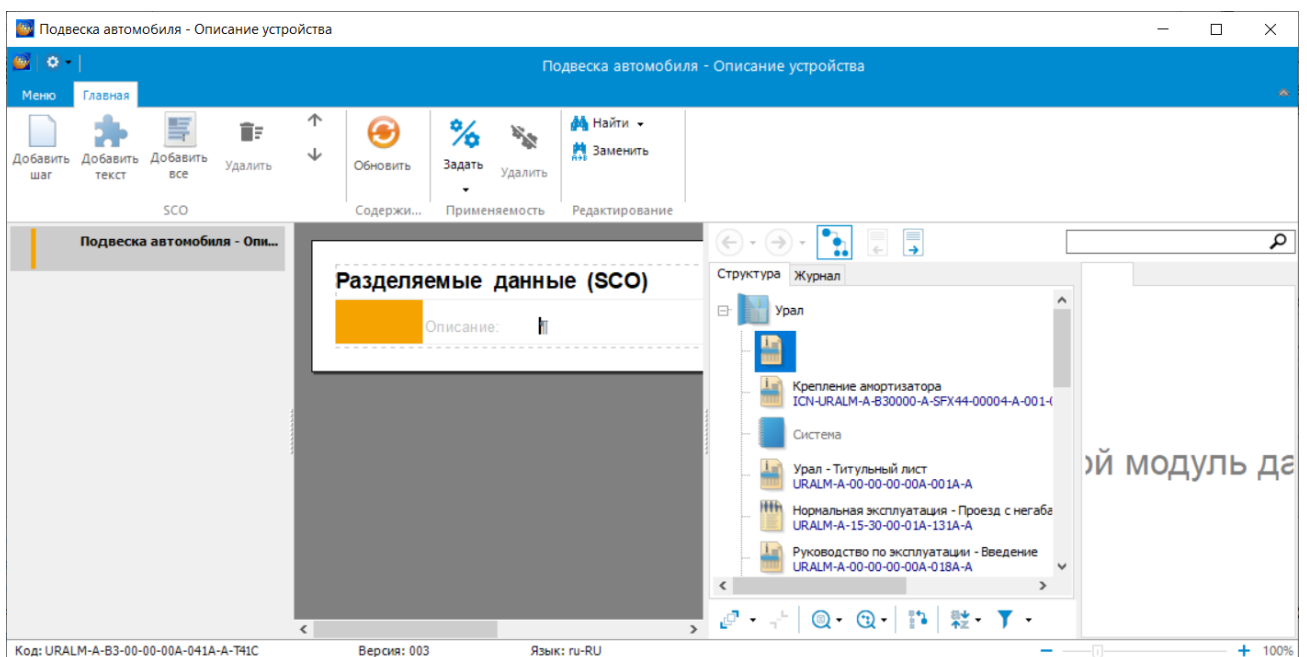 Подвеска автомобиля - Описание устройства
Подвеска автомобиля - Описание устройства
Меню Главная
Добавить шаг
Добавить текст
Добавить все
Удалить
Обновить
Задать
Удалить
Найти
Заменить
SCO
Содержи...
Применяемость
Редактирование
Подвеска автомобиля - Опи...
Разделяемые данные (SCO)
Описание: ¶
Структура Журнал
Урал
Крепление амортизатора
ICN-URALM-A-B30000-A-SFX44-00004-A-001-
Система
Урал - Титульный лист
URALM-A-00-00-00-00A-001A-A
Нормальная эксплуатация - Проезд с негаба
URALM-A-15-30-00-01A-131A-A
Руководство по эксплуатации - Введение
URALM-A-00-00-00-00A-018A-A
ой модуль да
Код: URALM-A-B3-00-00-00A-041A-A-T41C
Версия: 003
Язык: ru-RU
100%